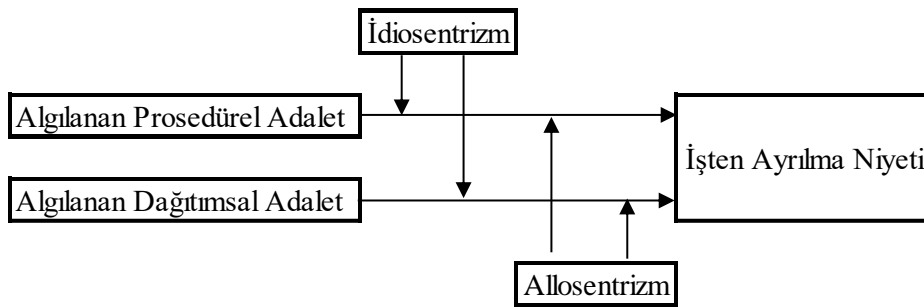 İdiosentrizm
Algılanan Prosedürel Adalet
İşten Ayrılma Niyeti
Algılanan Dağıtımsal Adalet
Allosentrizm